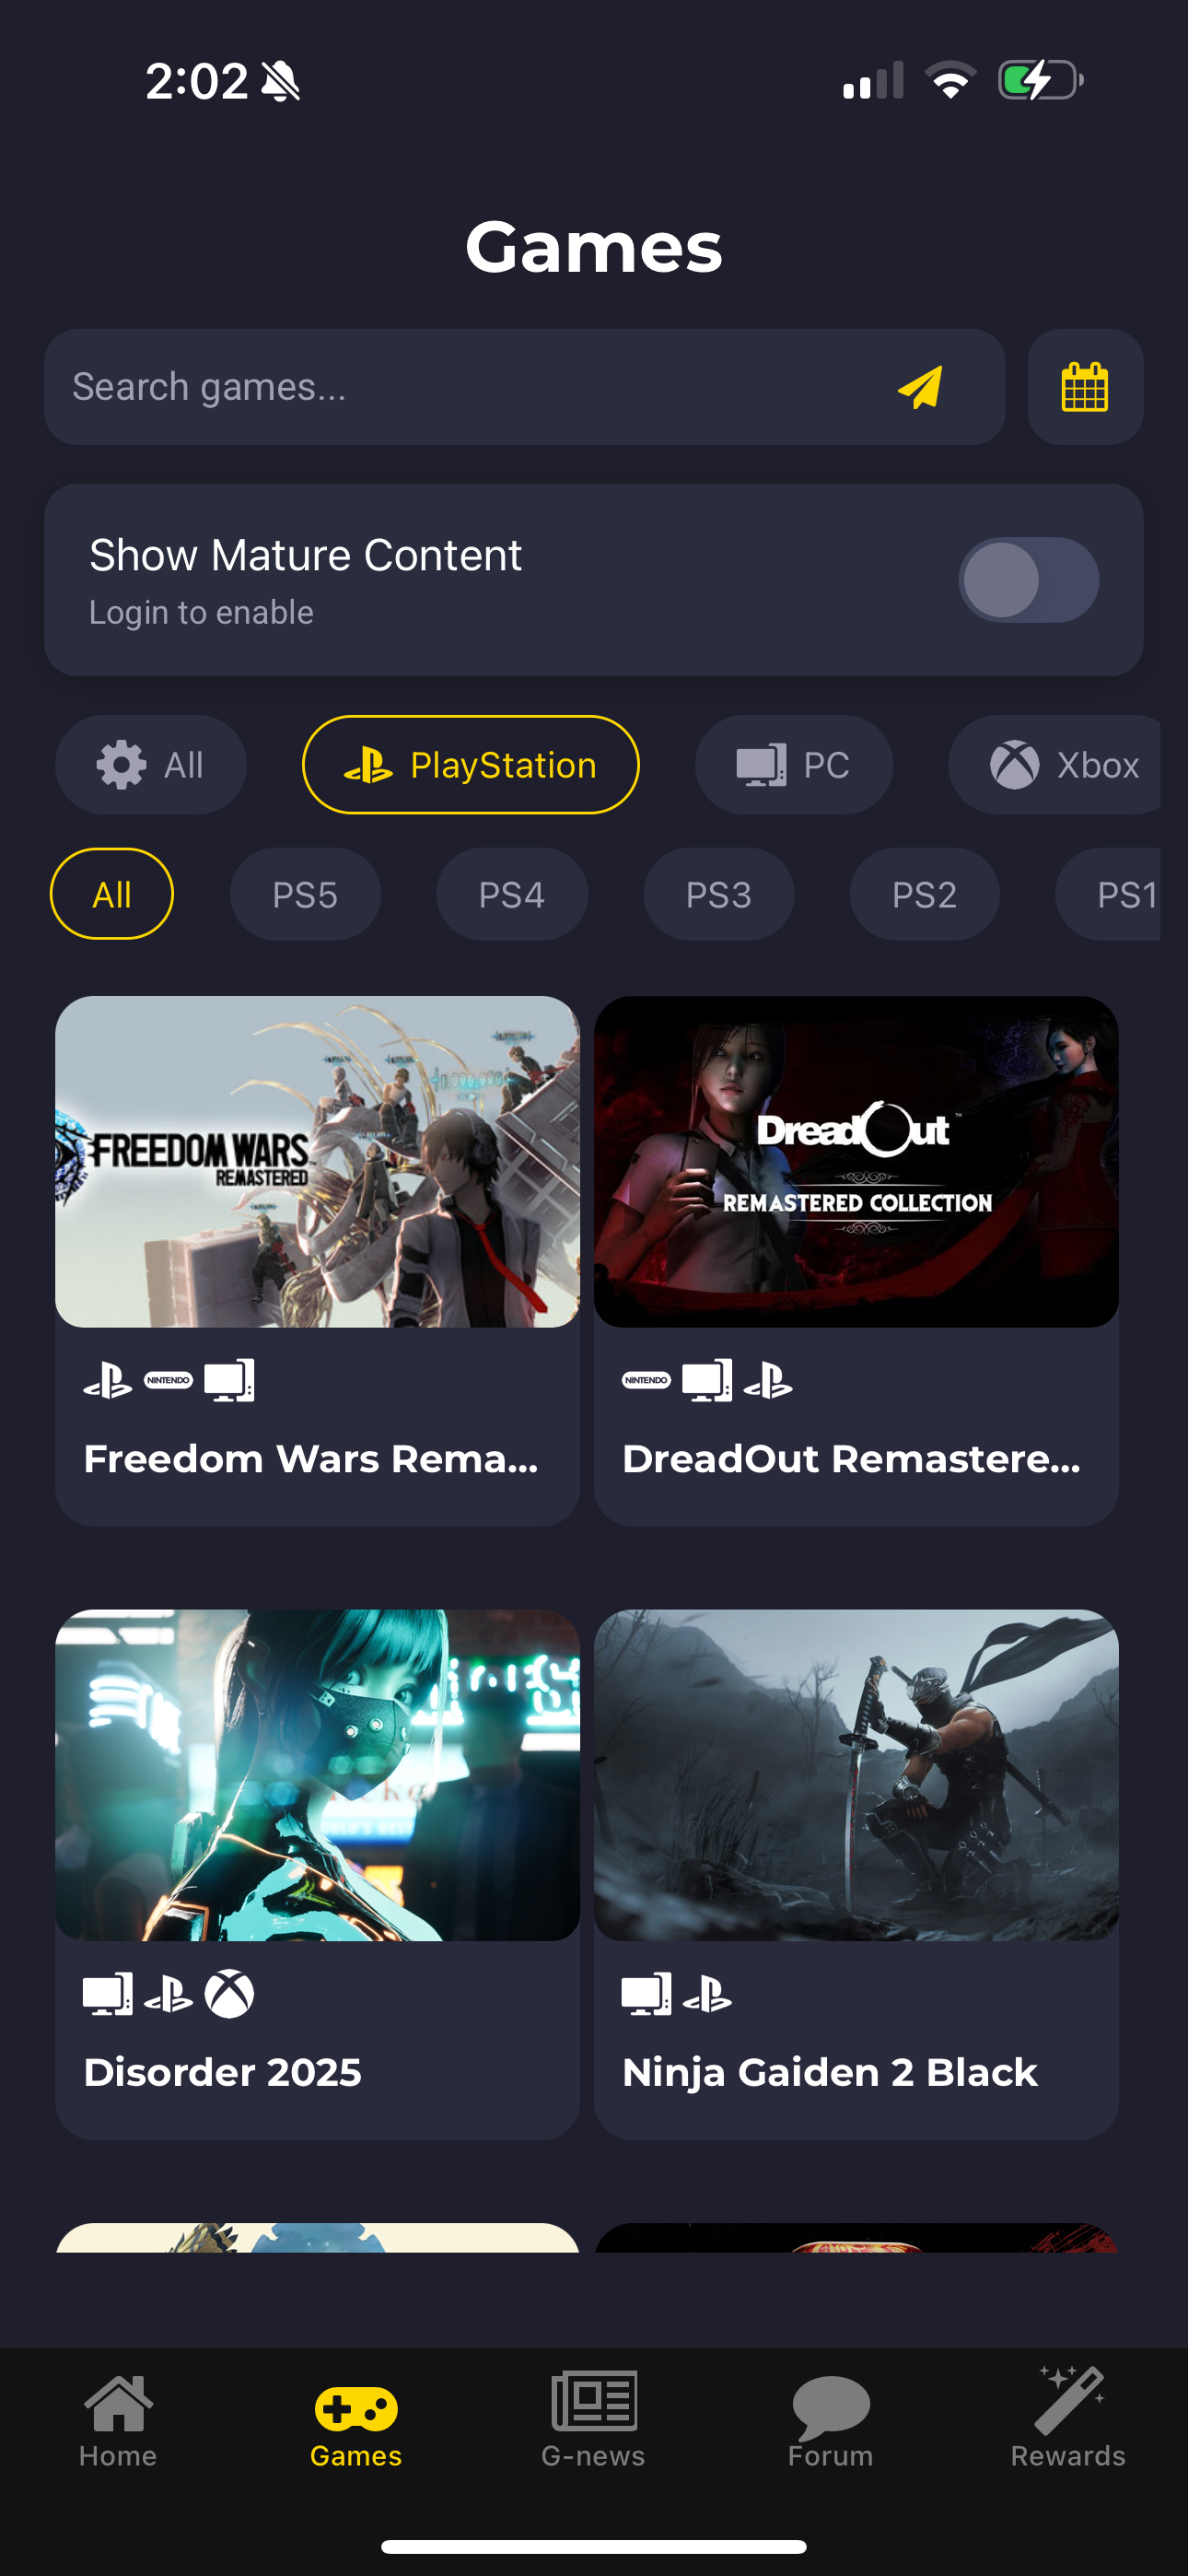 2:02
Games
Search games...
Show Mature Content
Login to enable
All
PlayStation
PC
Xbox
All
PS5
PS4
PS3
PS2
PS1
FREEDOM WARS
REMASTERED
DreadOut
REMASTERED COLLECTION
NINTENDO
NINTENDO
Freedom Wars Rema...
DreadOut Remastere...
Disorder 2025
Ninja Gaiden 2 Black
Home
Games
G-news
Forum
Rewards